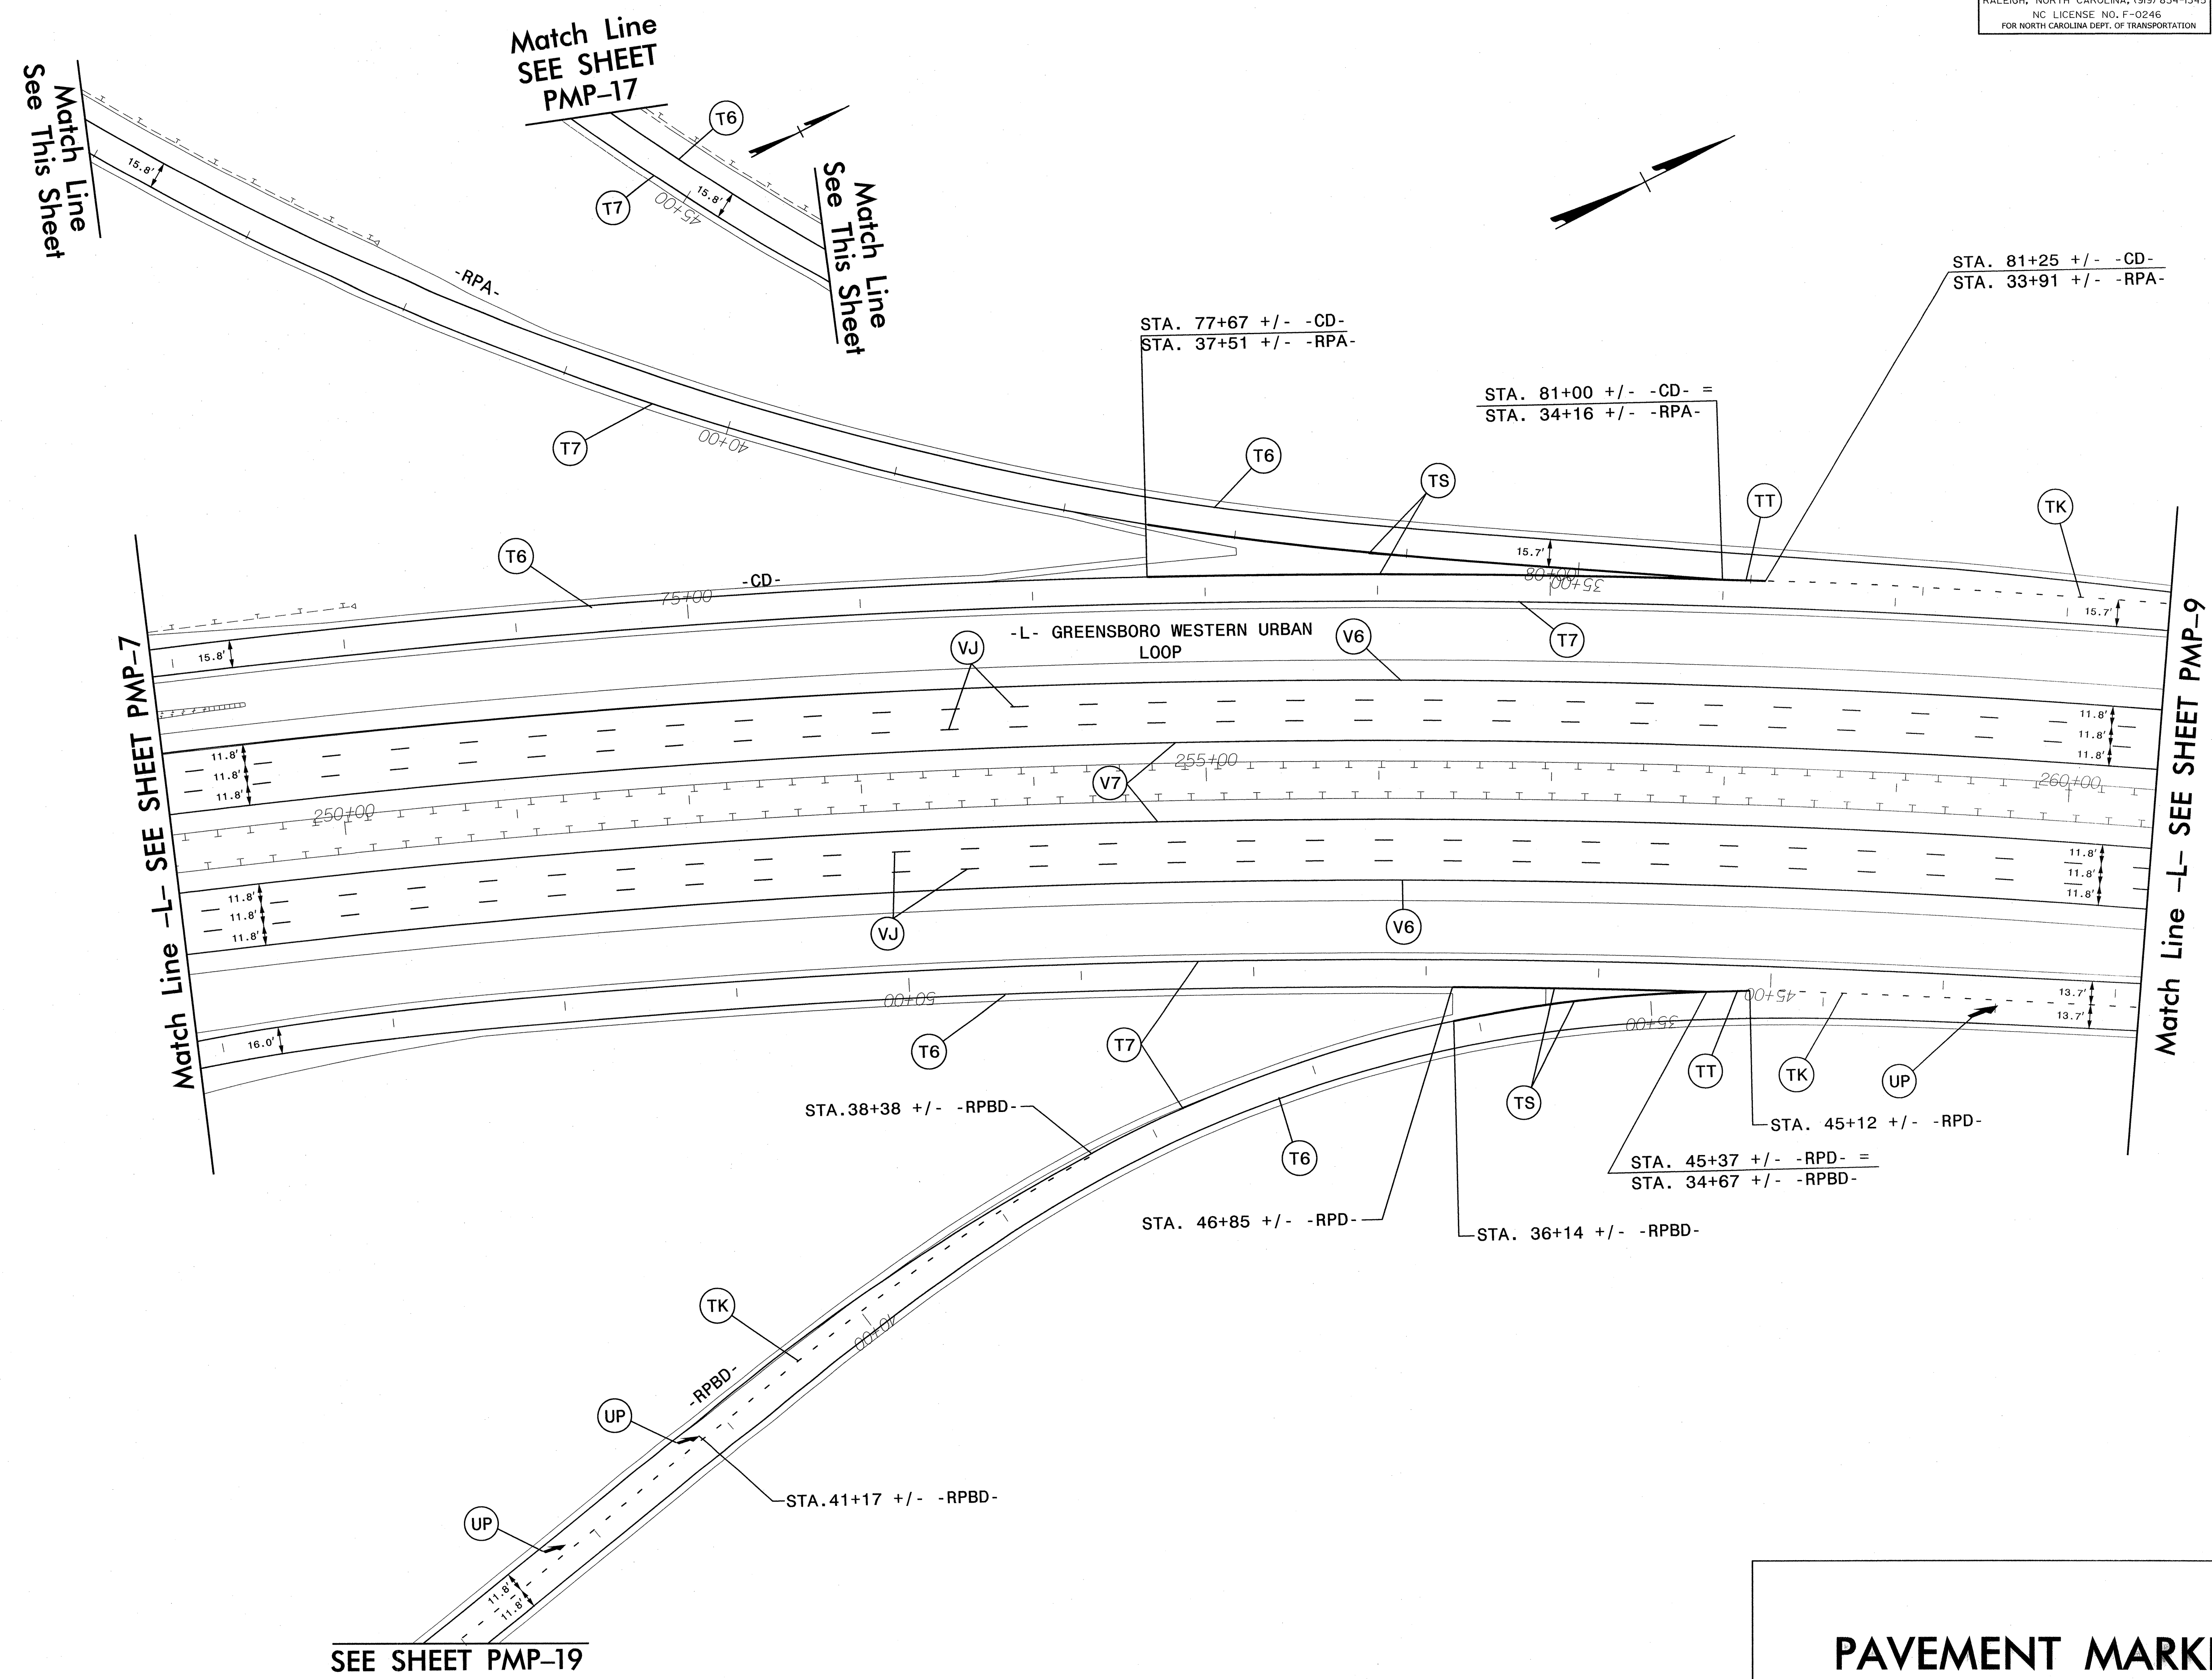 RALEIGH, NORTH CAROLINA, (919) 854-1345
NC LICENSE NO. F-0246
FOR NORTH CAROLINA DEPT. OF TRANSPORTATION
Match Line
SEE SHEET
PMP-17
Match Line
See This Sheet
T6
T7
15.8'
45+00
Match Line
See This Sheet
15.8'
-RPA-
T7
40+00
STA. 81+25 +/- -CD-
STA. 33+91 +/- -RPA-
STA. 77+67 +/- -CD-
STA. 37+51 +/- -RPA-
STA. 81+00 +/- -CD- =
STA. 34+16 +/- -RPA-
T6
TS
TT
TK
15.7'
80+00
35+00
15.7'
T6
-CD-
75+00
15.8'
-L- GREENSBORO WESTERN URBAN
LOOP
VJ
V6
T7
Match Line -L- SEE SHEET PMP-7
Match Line -L- SEE SHEET PMP-9
11.8'
11.8'
11.8'
11.8'
11.8'
11.8'
250+00
255+00
260+00
V7
11.8'
11.8'
11.8'
11.8'
11.8'
11.8'
VJ
V6
50+00
45+00
35+00
16.0'
13.7'
13.7'
T6
T7
TS
TT
TK
UP
STA.38+38 +/- -RPBD-
T6
STA. 45+12 +/- -RPD-
STA. 45+37 +/- -RPD- =
STA. 34+67 +/- -RPBD-
STA. 46+85 +/- -RPD-
STA. 36+14 +/- -RPBD-
TK
40+00
-RPBD-
UP
STA.41+17 +/- -RPBD-
UP
11.8'
11.8'
SEE SHEET PMP-19
PAVEMENT MARK